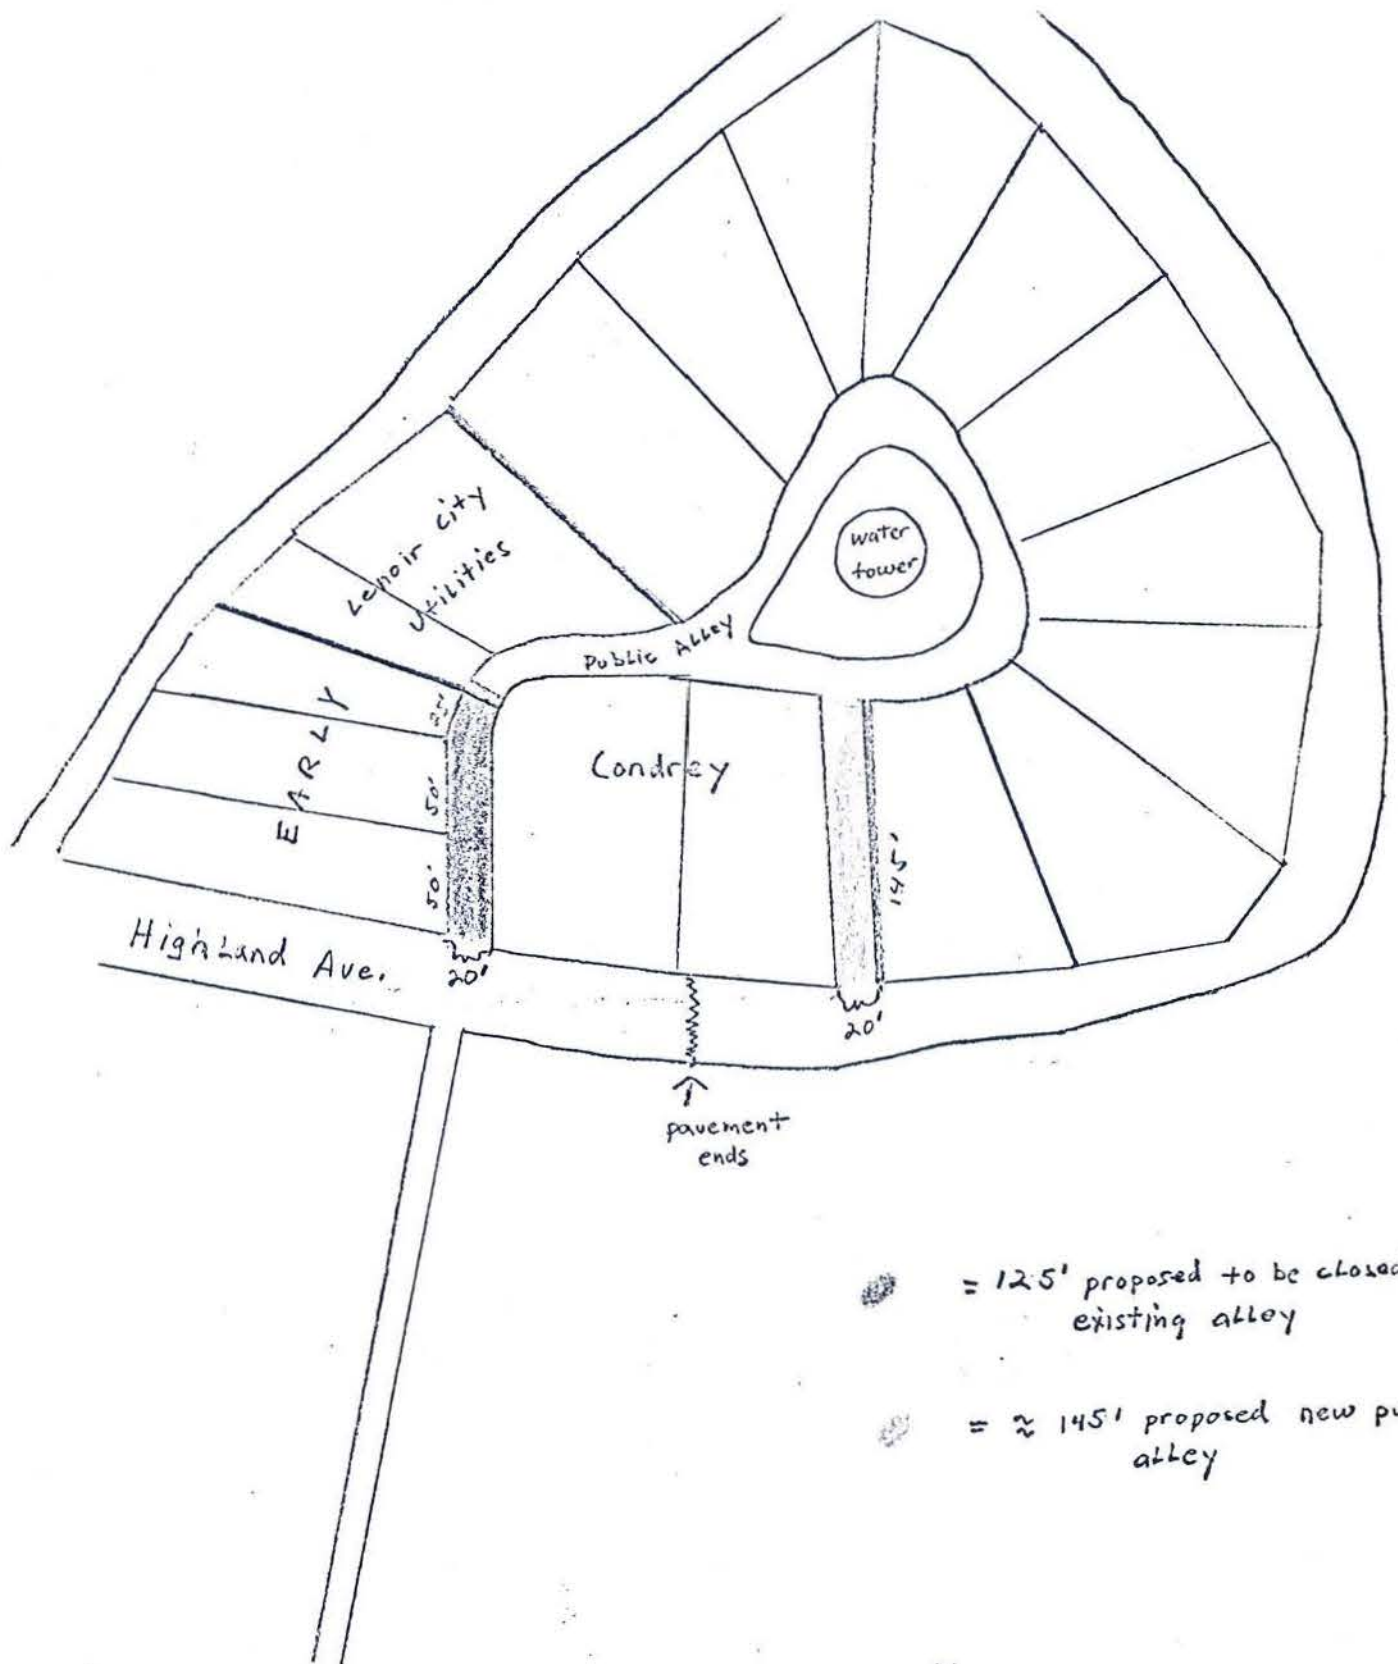 Lenoir City
Utilities
water
tower
Public Alley
EARLY
25'
50'
50'
Condrey
145'
Highland Ave.
20'
20'
pavement
ends
= 125' proposed to be closed
existing alley
= ≈ 145' proposed new
alley